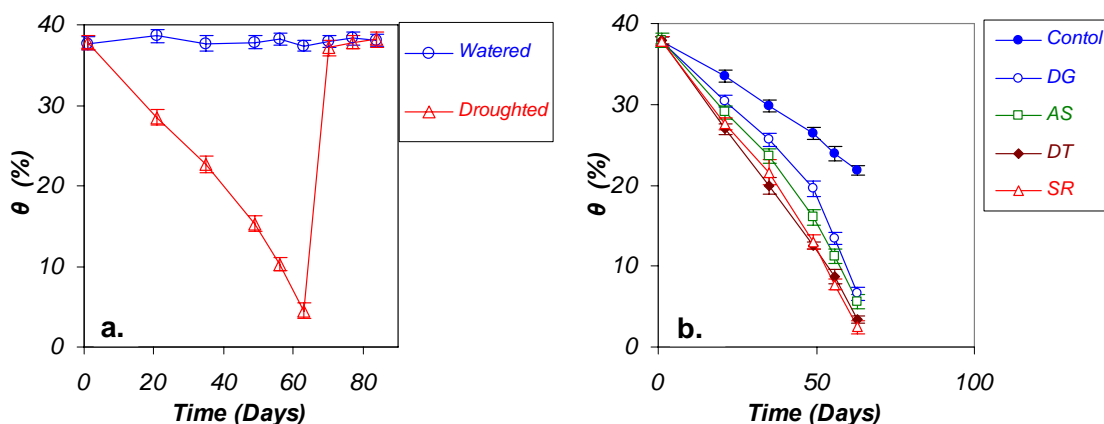 40
30
20
10
0
θ (%)
0 20 40 60 80
Time (Days)
a.
Watered
Droughted
40
30
20
10
0
θ (%)
0 50 100
Time (Days)
b.
Contol
DG
AS
DT
SR